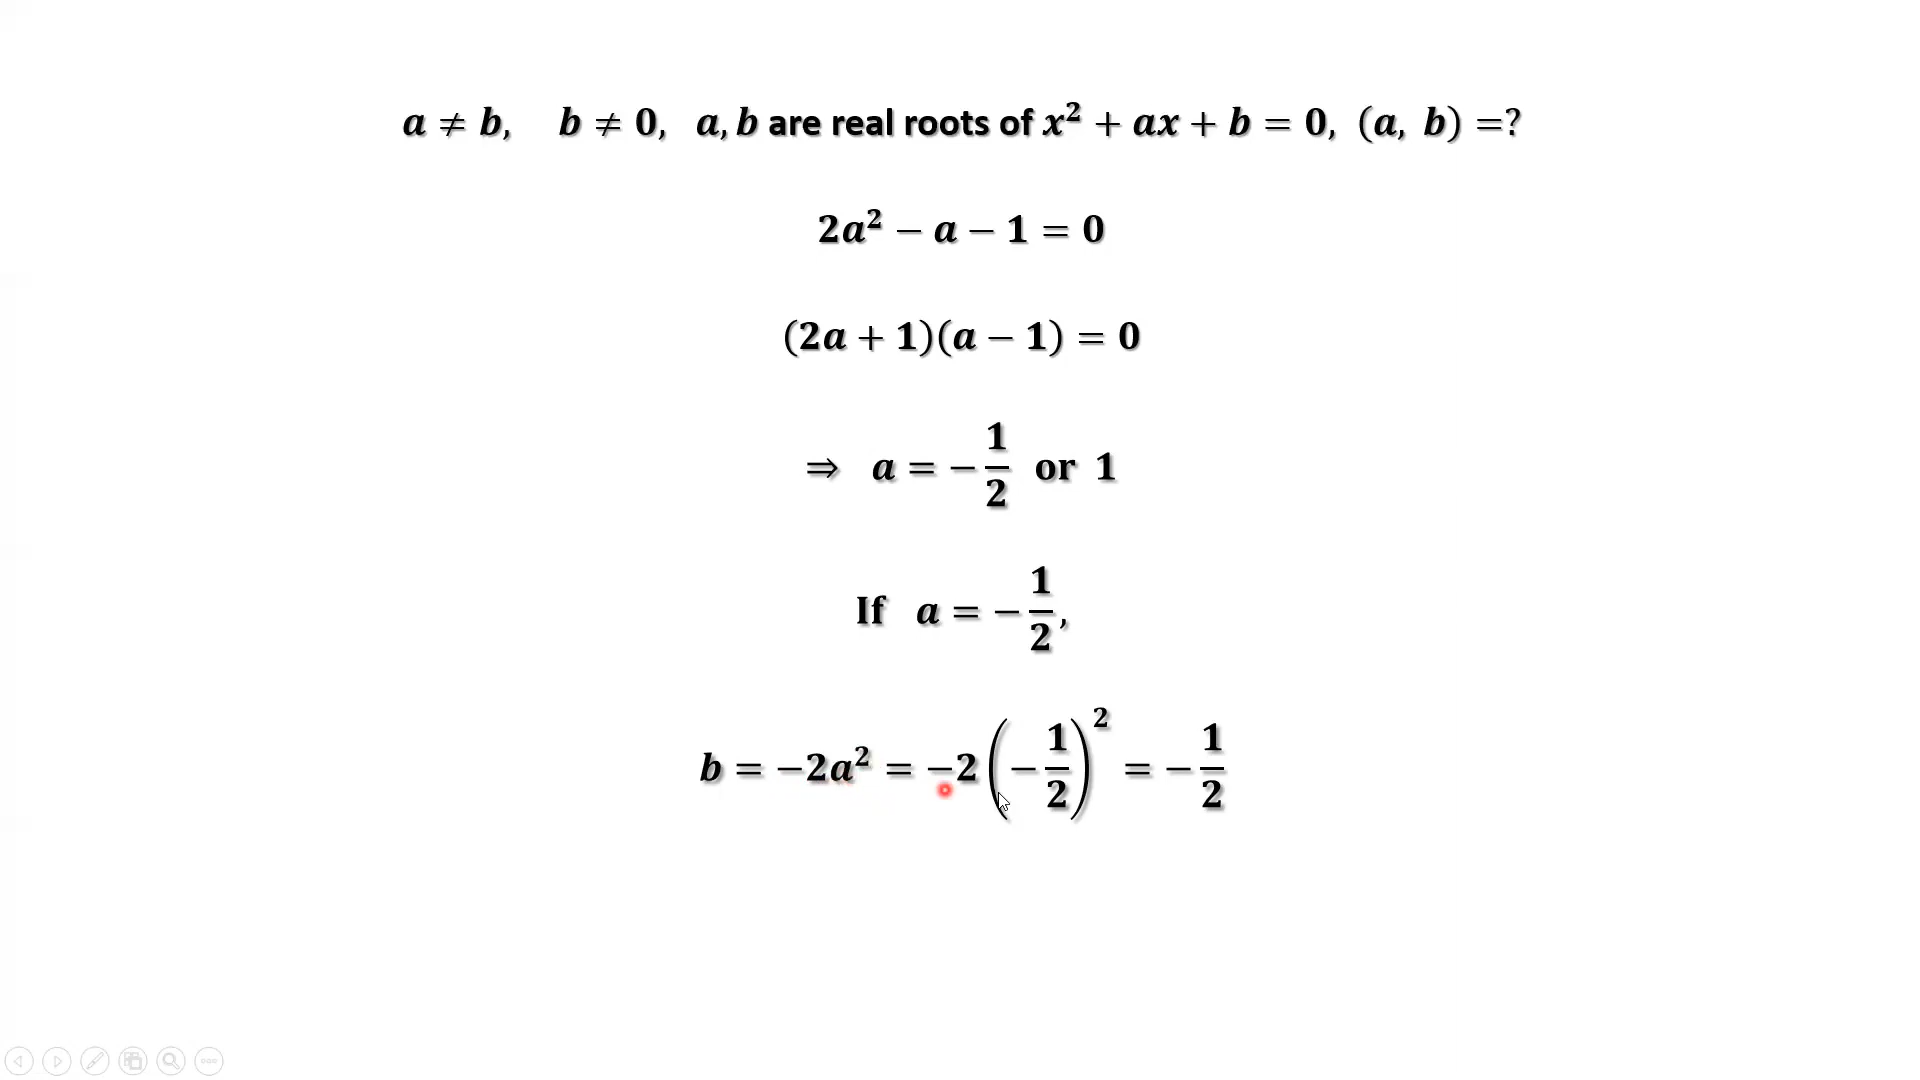 a ≠ b, b ≠ 0, a, b are real roots of x² + ax + b = 0, (a, b) =?
2a² − a − 1 = 0
(2a + 1)(a − 1) = 0
⇒ a = −1/2 or 1
If a = −1/2,
b = −2a² = −2(−1/2)² = −1/2